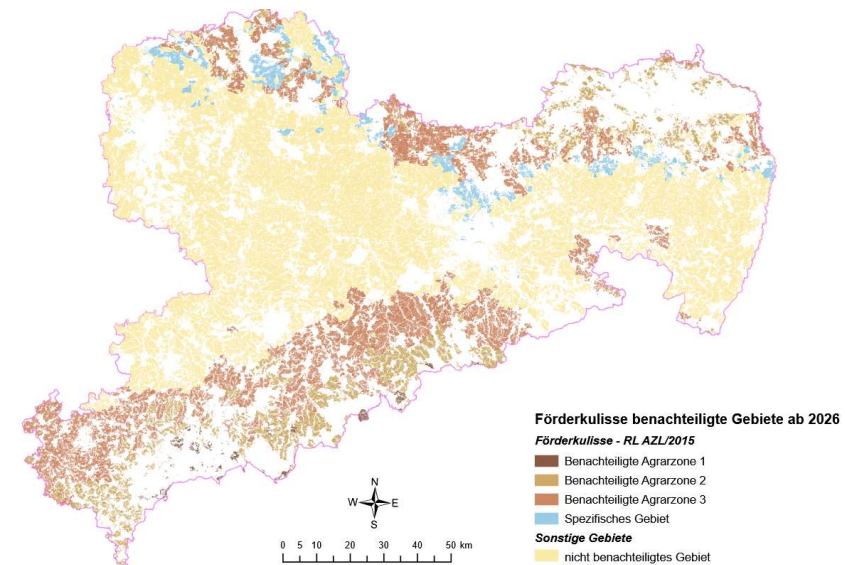 Förderkulisse benachteiligte Gebiete ab 2026
Förderkulisse - RL AZL/2015
Benachteiligte Agrarzone 1
Benachteiligte Agrarzone 2
Benachteiligte Agrarzone 3
Spezifisches Gebiet
Sonstige Gebiete
nicht benachteiligtes Gebiet
N
W E
S
0 5 10 20 30 40 50 km